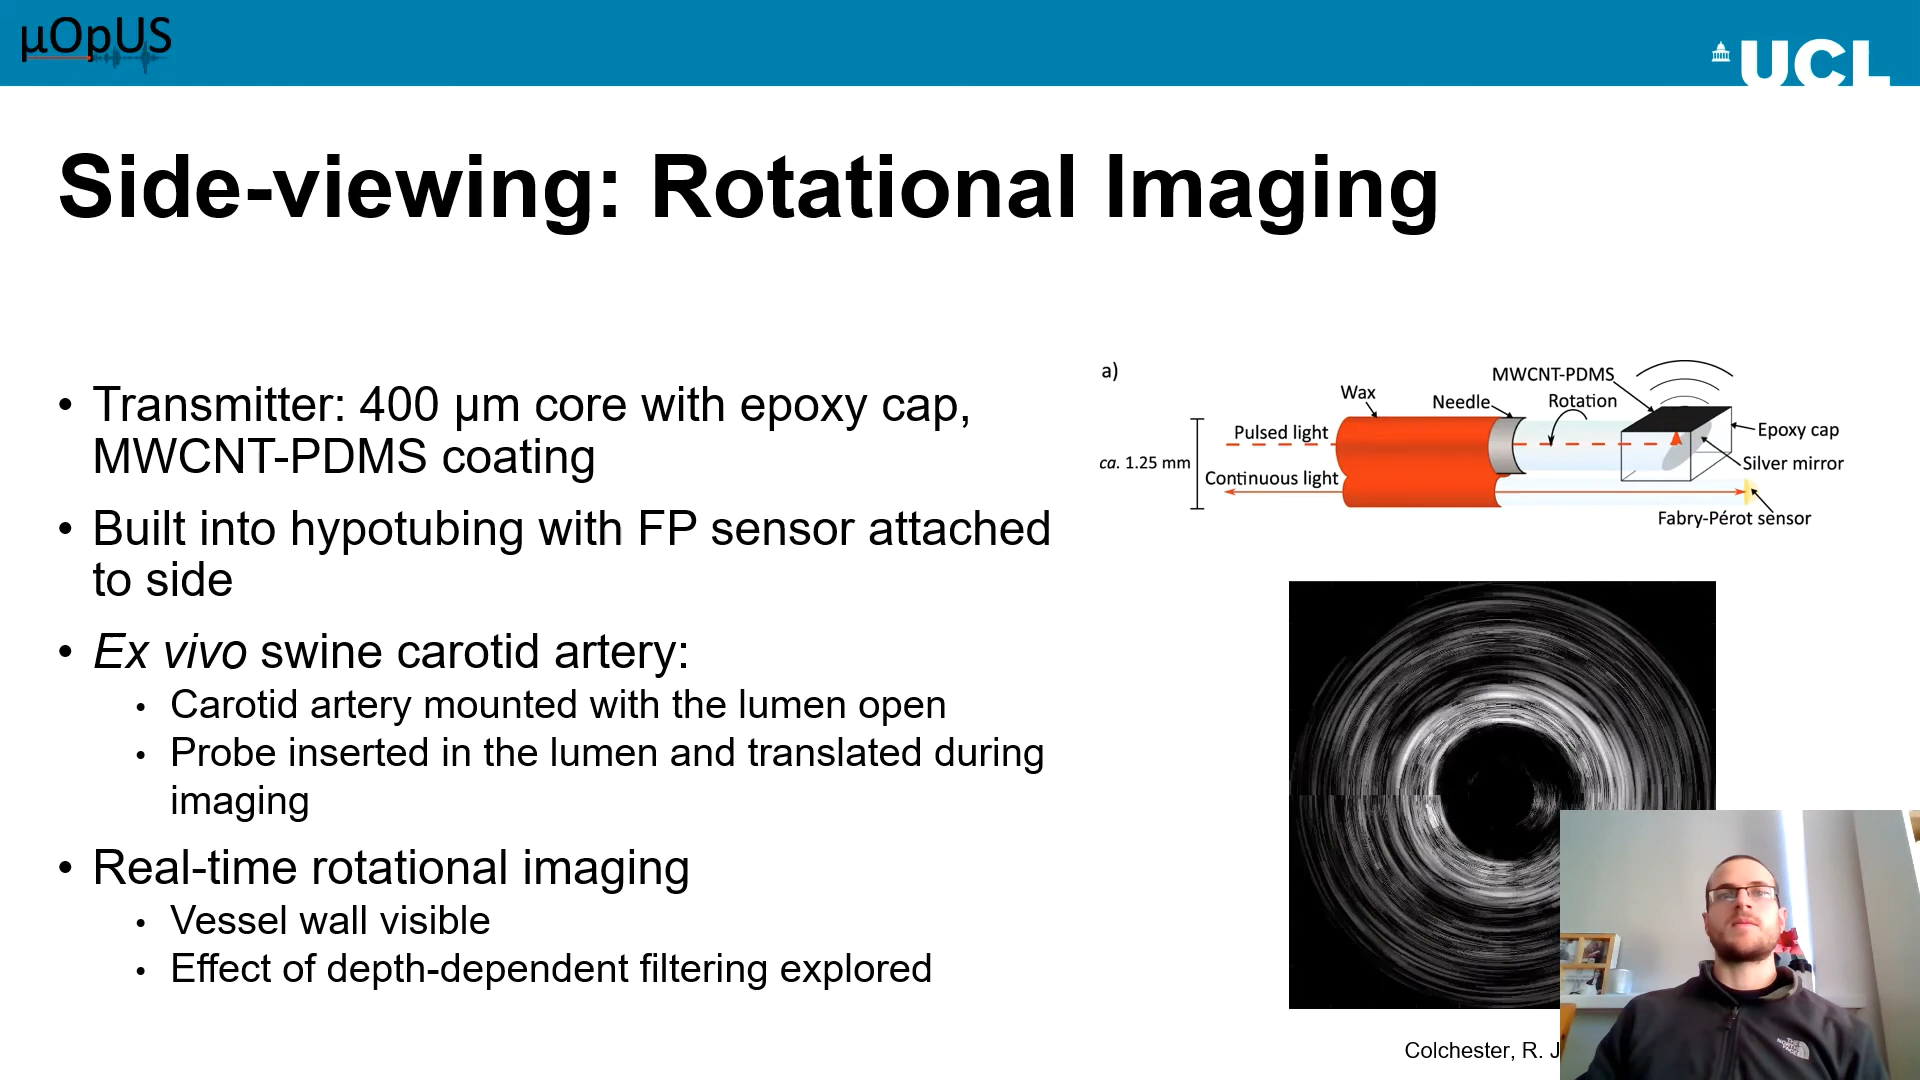 µOpUS
UCL
Side-viewing: Rotational Imaging
• Transmitter: 400 µm core with epoxy cap,
MWCNT-PDMS coating
• Built into hypotubing with FP sensor attached
to side
• Ex vivo swine carotid artery:
• Carotid artery mounted with the lumen open
• Probe inserted in the lumen and translated during
imaging
• Real-time rotational imaging
• Vessel wall visible
• Effect of depth-dependent filtering explored
a)
MWCNT-PDMS
Wax
Needle
Rotation
Pulsed light
Epoxy cap
ca. 1.25 mm
Silver mirror
Continuous light
Fabry-Pérot sensor
Colchester, R. J
THE NORTH FACE